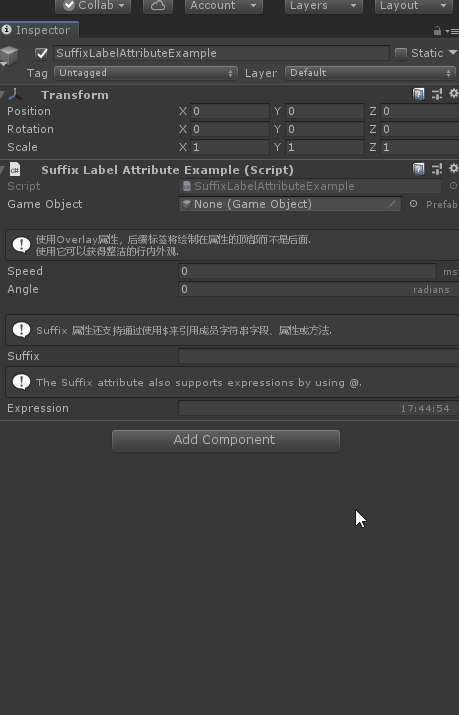 Collab Account Layers Layout
Inspector
SuffixLabelAttributeExample Static
Tag Untagged Layer Default
Transform
Position X 0 Y 0 Z 0
Rotation X 0 Y 0 Z 0
Scale X 1 Y 1 Z 1
Suffix Label Attribute Example (Script)
Script SuffixLabelAttributeExample
Game Object None (Game Object) Prefab
使用Overlay属性，后缀标签将绘制在属性的顶部而不是后面.
使用它可以获得整洁的行内外观.
Speed 0 ms
Angle 0 radians
Suffix 属性还支持通过使用$来引用成员字符串字段、属性或方法.
Suffix
The Suffix attribute also supports expressions by using @.
Expression 17:44:54
Add Component